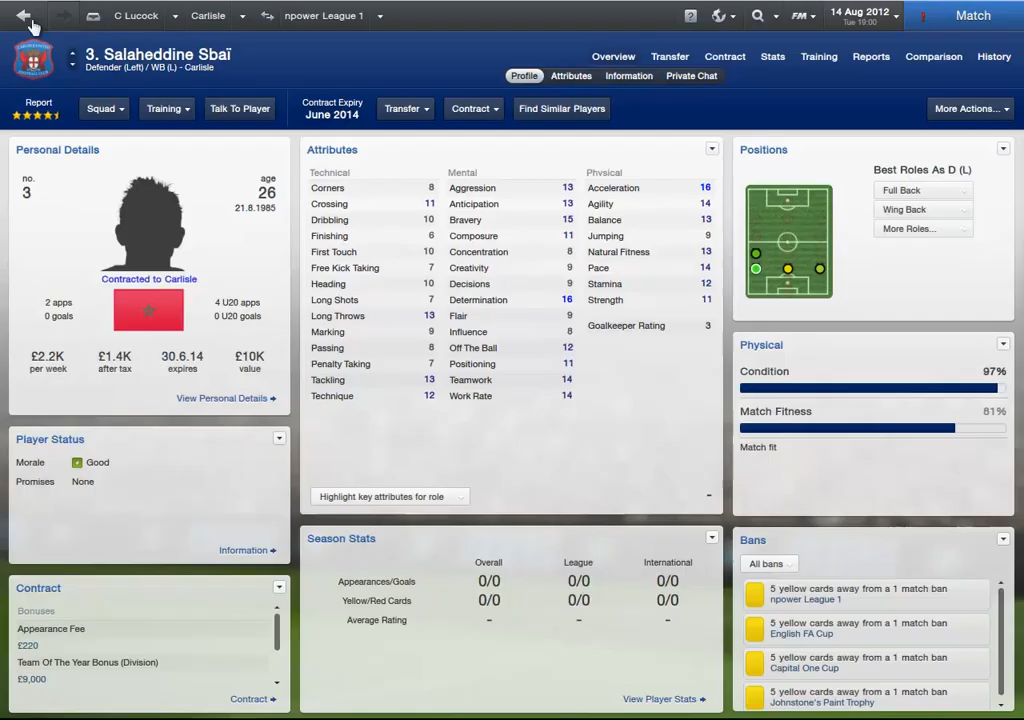 C Lucock
Carlisle
npower League 1
?
FM
14 Aug 2012
Tue 19:00
Match
3. Salaheddine Sbaï
Defender (Left) / WB (L) - Carlisle
Overview
Transfer
Contract
Stats
Training
Reports
Comparison
History
Profile
Attributes
Information
Private Chat
Report
Squad
Training
Talk To Player
Contract Expiry
June 2014
Transfer
Contract
Find Similar Players
More Actions...
Personal Details
no.
3
age
26
21.8.1985
Contracted to Carlisle
2 apps
0 goals
4 U20 apps
0 U20 goals
£2.2K
per week
£1.4K
after tax
30.6.14
expires
£10K
value
View Personal Details
Player Status
Morale Good
Promises None
Information
Contract
Bonuses
Appearance Fee
£220
Team Of The Year Bonus (Division)
£9,000
Contract
Attributes
Technical
Corners 8
Crossing 11
Dribbling 10
Finishing 6
First Touch 10
Free Kick Taking 7
Heading 10
Long Shots 7
Long Throws 13
Marking 9
Passing 8
Penalty Taking 7
Tackling 13
Technique 12
Mental
Aggression 13
Anticipation 13
Bravery 15
Composure 11
Concentration 8
Creativity 9
Decisions 9
Determination 16
Flair 9
Influence 8
Off The Ball 12
Positioning 11
Teamwork 14
Work Rate 14
Physical
Acceleration 16
Agility 14
Balance 13
Jumping 9
Natural Fitness 13
Pace 14
Stamina 12
Strength 11
Goalkeeper Rating 3
Highlight key attributes for role
-
Season Stats
Overall League International
Appearances/Goals 0/0 0/0 0/0
Yellow/Red Cards 0/0 0/0 0/0
Average Rating - - -
View Player Stats
Positions
Best Roles As D (L)
Full Back
Wing Back
More Roles...
Physical
Condition 97%
Match Fitness 81%
Match fit
Bans
All bans
5 yellow cards away from a 1 match ban
npower League 1
5 yellow cards away from a 1 match ban
English FA Cup
5 yellow cards away from a 1 match ban
Capital One Cup
5 yellow cards away from a 1 match ban
Johnstone's Paint Trophy